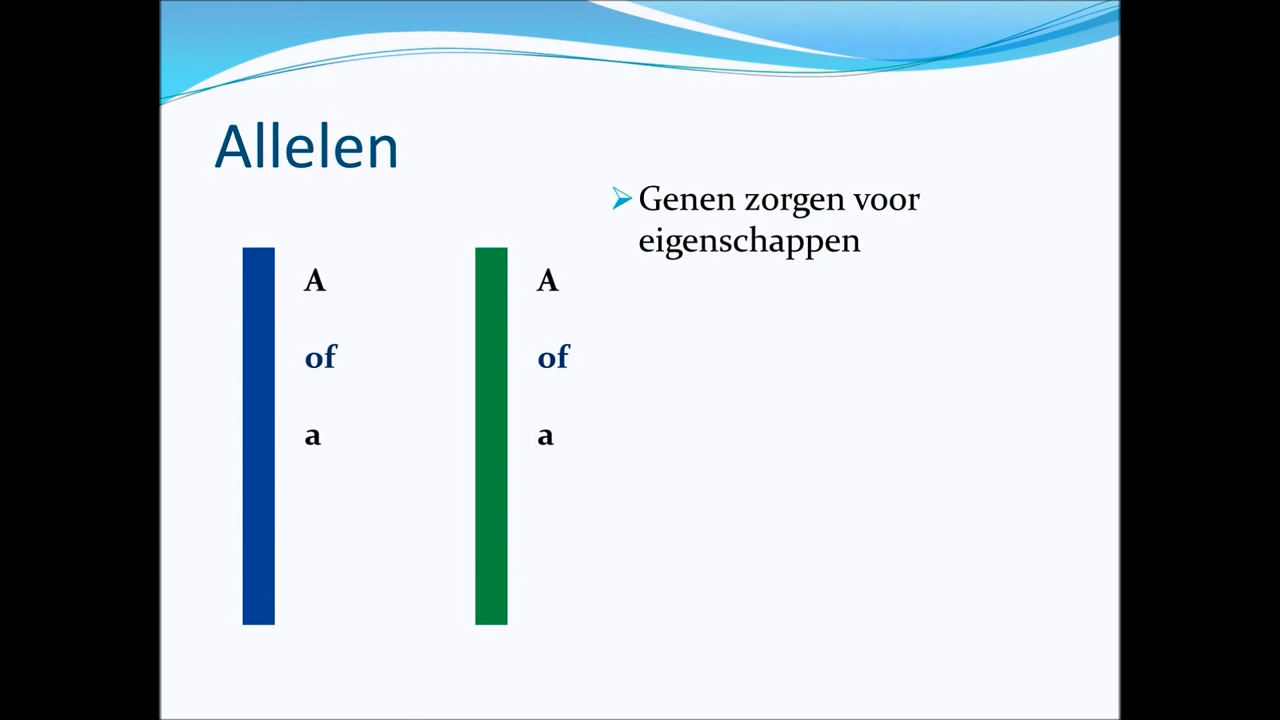 Allelen
Genen zorgen voor
eigenschappen
A
of
a
A
of
a